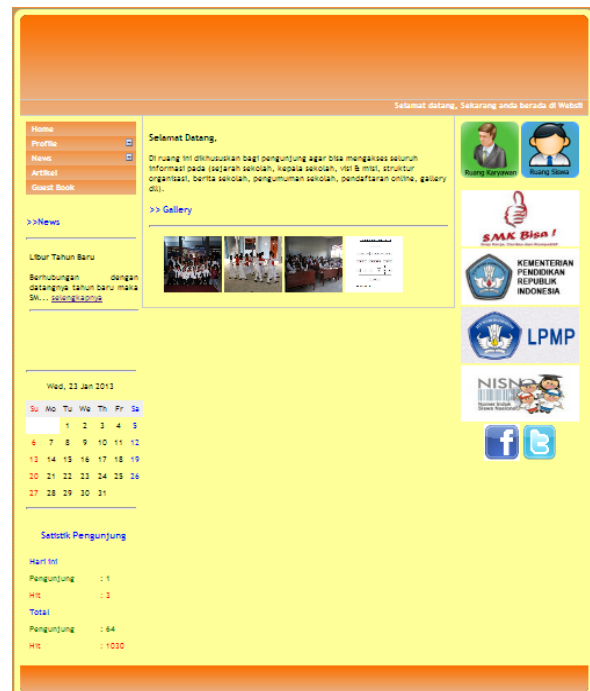 Selamat datang, Sekarang anda berada di Websit
Home
Profile
News
Artikel
Guest Book
>>News
Libur Tahun Baru
Berhubungan dengan
datangnya tahun baru maka
SM... selengkapnya
Wed, 23 Jan 2013
Su Mo Tu We Th Fr Sa
1 2 3 4 5
6 7 8 9 10 11 12
13 14 15 16 17 18 19
20 21 22 23 24 25 26
27 28 29 30 31
Satistik Pengunjung
Hari ini
Pengunjung : 1
Hit : 3
Total
Pengunjung : 64
Hit : 1030
Selamat Datang,
Di ruang ini dikhususkan bagi pengunjung agar bisa mengakses seluruh
informasi pada (sejarah sekolah, kepala sekolah, visi & misi, struktur
organisasi, berita sekolah, pengumuman sekolah, pendaftaran online, gallery
dll).
>> Gallery
Ruang Karyawan
Ruang Siswa
SMK Bisa !
KEMENTERIAN
PENDIDIKAN
REPUBLIK
INDONESIA
LPMP
NISN
Nomor Induk
Siswa Nasional